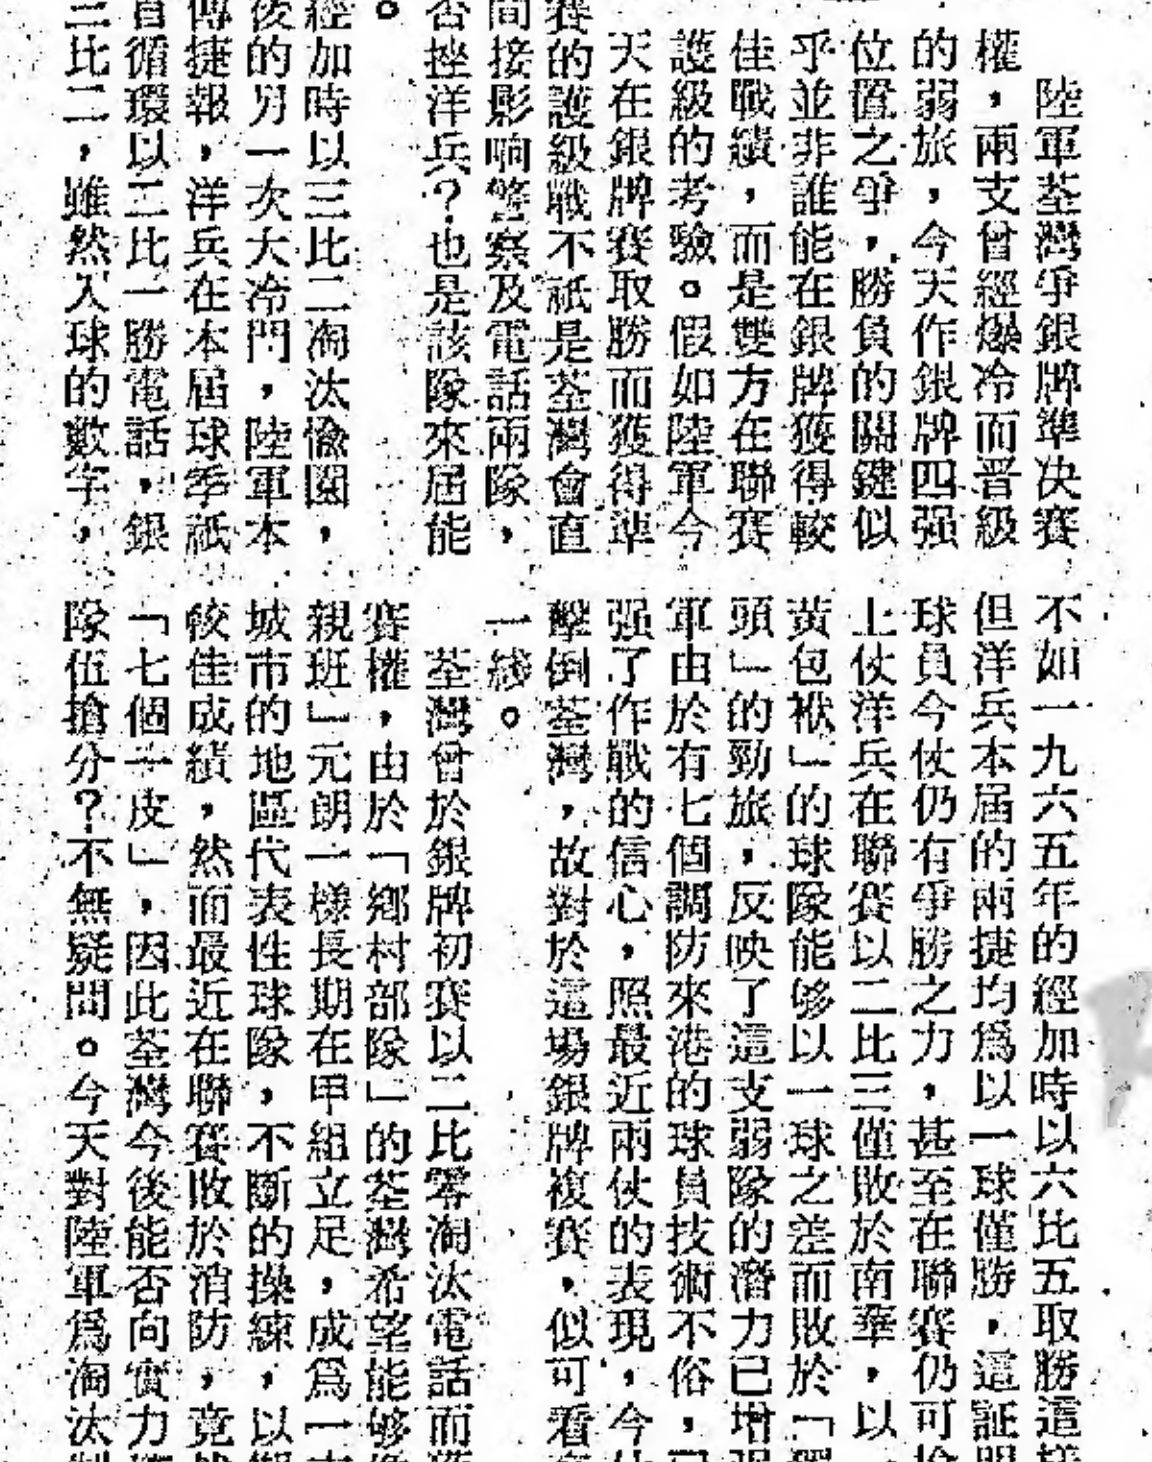 陸軍荃灣爭銀牌準决賽
權，兩支曾經爆冷而晋級
的弱旅，今天作銀牌四强
位置之爭，勝負的關鍵似
乎並非誰能在銀牌獲得較
佳戰績，而是雙方在聯賽
護級的考驗。假如陸軍今
天在銀牌賽取勝而獲得準
賽的護級戰不祇是荃灣會直
間接影响警察及電話兩隊，
否挫洋兵？也是該隊來届能
。
經加時以三比二淘汰愉園，
後的另一次大冷門，陸軍本
傳捷報，洋兵在本届球季祇
循環以二比一勝電話，銀
三比二，雖然入球的數字，
不如一九六五年的經加時以六比五取勝這樣
但洋兵本届的兩捷均爲以一球僅勝，這証明
球員今仗仍有爭勝之力，甚至在聯賽仍可搶
上仗洋兵在聯賽以二比三僅敗於南華，以
黃包袱」的球隊能够以一球之差而敗於「
頭」的勁旅，反映了這支弱隊的潛力已增
軍由於有七個調防來港的球員技術不俗，
强了作戰的信心，照最近兩仗的表現，今
擊倒荃灣，故對於這場銀牌複賽，似可看
一綫。
荃灣曾於銀牌初賽以二比零淘汰電話而
賽權，由於「鄉村部隊」的荃灣希望能够
親班」元朗一樣長期在甲組立足，成爲一
城市的地區代表性球隊，不斷的操練，以
較佳成績，然而最近在聯賽敗於消防，竟
「七個一皮」，因此荃灣今後能否向實力
隊伍搶分？不無疑問。今天對陸軍爲淘汰